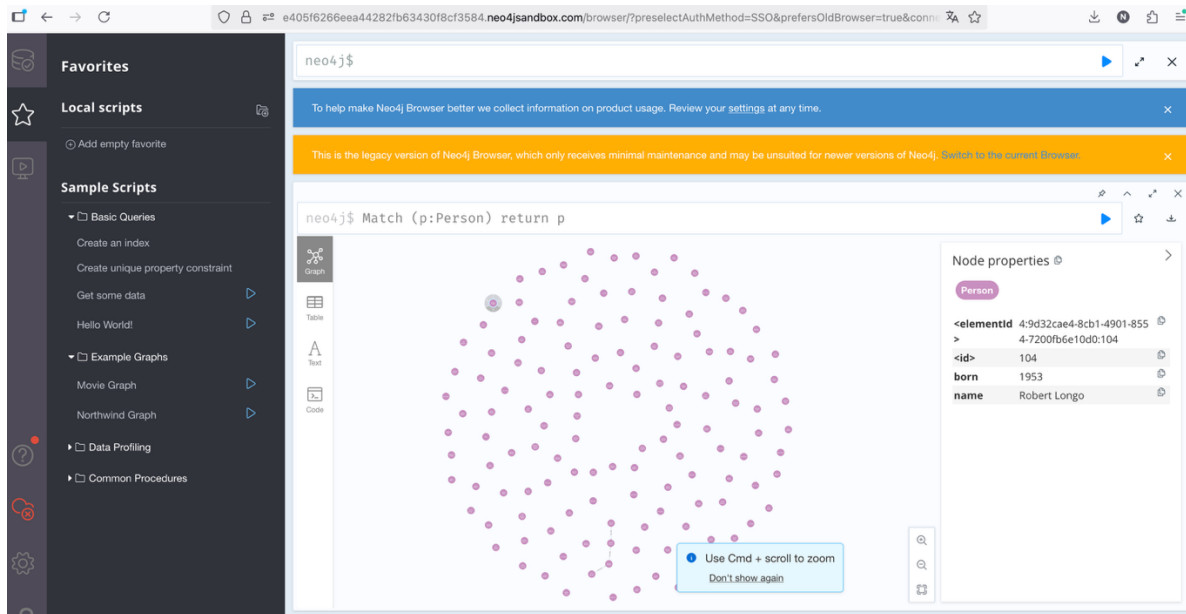 e405f6266eea44282fb63430f8cf3584.neo4jsandbox.com/browser/?preselectAuthMethod=SSO&prefersOldBrowser=true&conne
N
Favorites
Local scripts
Add empty favorite
Sample Scripts
Basic Queries
Create an index
Create unique property constraint
Get some data
Hello World!
Example Graphs
Movie Graph
Northwind Graph
Data Profiling
Common Procedures
neo4j$
To help make Neo4j Browser better we collect information on product usage. Review your settings at any time.
This is the legacy version of Neo4j Browser, which only receives minimal maintenance and may be unsuited for newer versions of Neo4j. Switch to the current Browser.
neo4j$ Match (p:Person) return p
Graph
Table
A
Text
Code
Use Cmd + scroll to zoom
Don't show again
Node properties
Person
<elementId 4:9d32cae4-8cb1-4901-855
> 4-7200fb6e10d0:104
<id> 104
born 1953
name Robert Longo